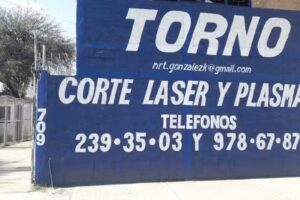 TORNO
nrt.gonzalezk@gmail.com
CORTE LASER Y PLASMA
TELEFONOS
239·35·03 Y 978·67·87
709